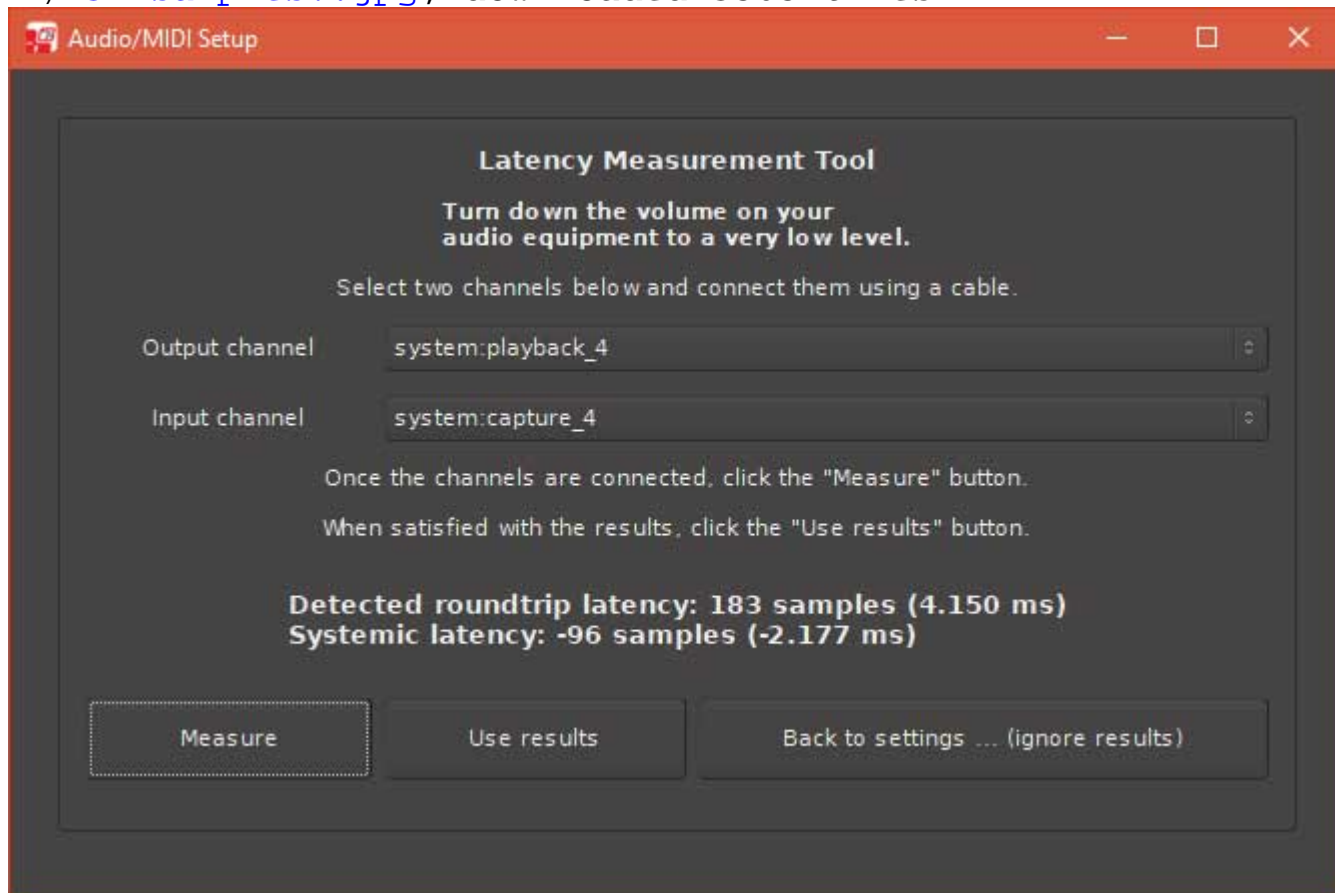 Audio/MIDI Setup
Latency Measurement Tool
Turn down the volume on your
audio equipment to a very low level.
Select two channels below and connect them using a cable.
Output channel system:playback_4
Input channel system:capture_4
Once the channels are connected, click the "Measure" button.
When satisfied with the results, click the "Use results" button.
Detected roundtrip latency: 183 samples (4.150 ms)
Systemic latency: -96 samples (-2.177 ms)
Measure Use results Back to settings ... (ignore results)